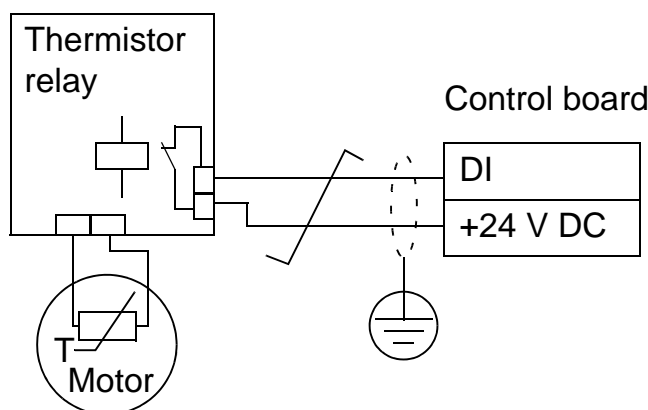 Thermistor
relay
Control board
DI
+24 V DC
T
Motor